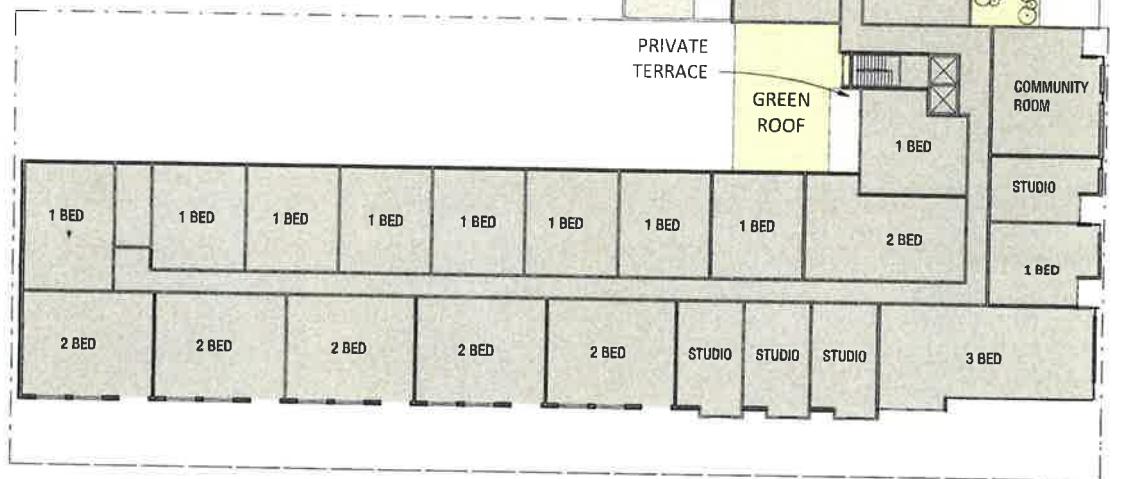 PRIVATE
TERRACE
GREEN
ROOF
COMMUNITY
ROOM
1 BED
STUDIO
1 BED
1 BED
1 BED
1 BED
1 BED
1 BED
1 BED
1 BED
1 BED
2 BED
1 BED
2 BED
2 BED
2 BED
2 BED
2 BED
STUDIO
STUDIO
STUDIO
3 BED